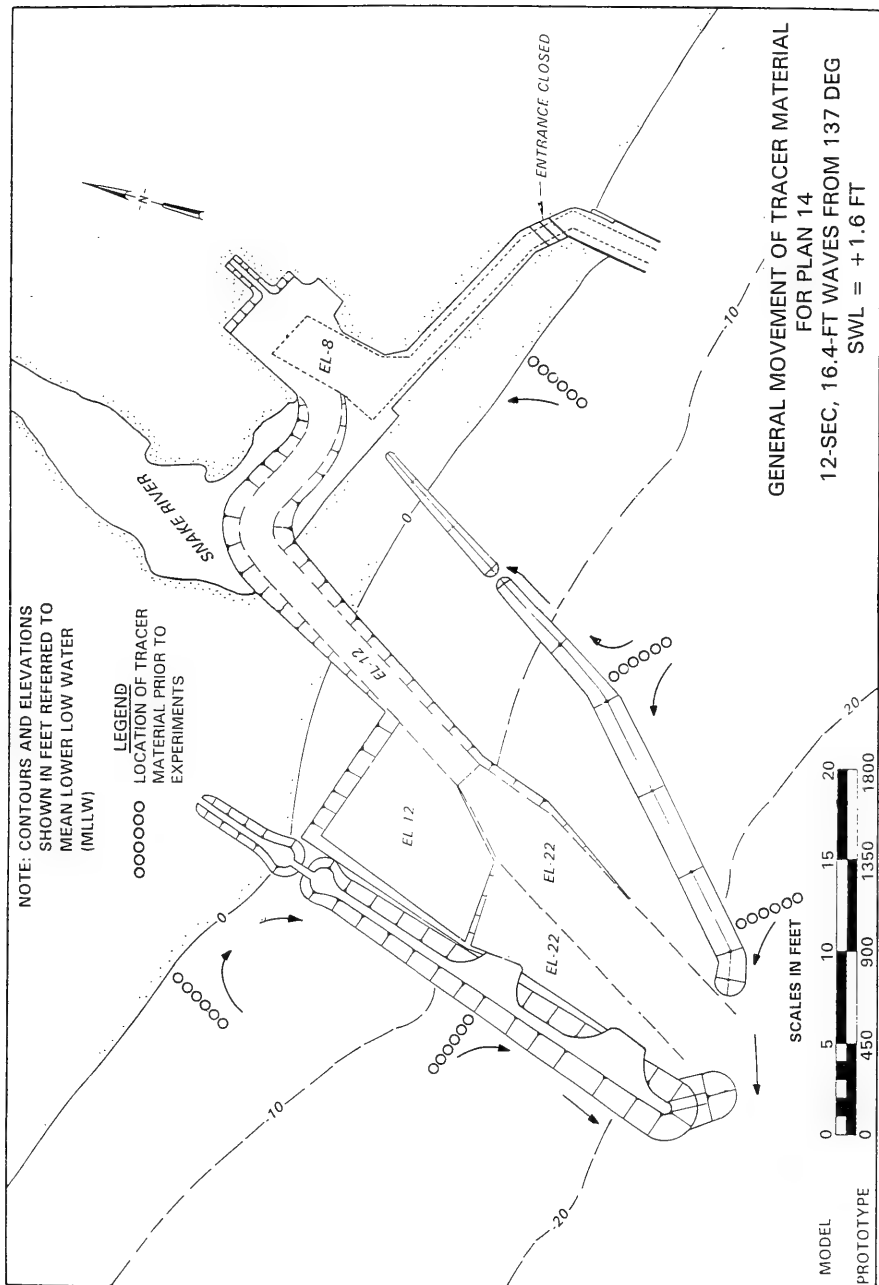 NOTE: CONTOURS AND ELEVATIONS
SHOWN IN FEET REFERRED TO
MEAN LOWER LOW WATER
(MLLW)
LEGEND
LOCATION OF TRACER
MATERIAL PRIOR TO
EXPERIMENTS
SNAKE RIVER
-N-
EL-8
ENTRANCE CLOSED
EL-12
EL 12
EL-22
EL-22
0
0
-10
-10
-20
-20
SCALES IN FEET
MODEL
0 5 10 15 20
PROTOTYPE
0 450 900 1350 1800
GENERAL MOVEMENT OF TRACER MATERIAL
FOR PLAN 14
12-SEC, 16.4-FT WAVES FROM 137 DEG
SWL = +1.6 FT